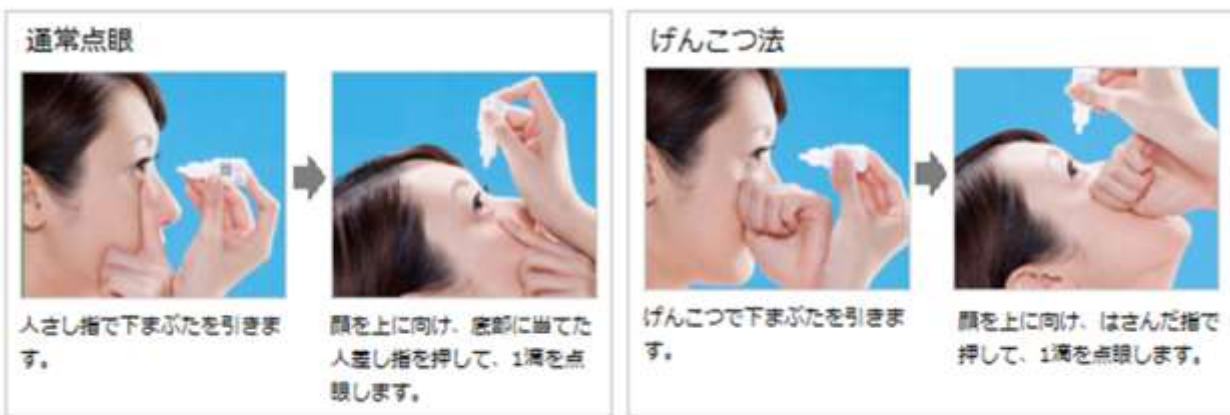 通常点眼
人さし指で下まぶたを引きま
す。
顔を上に向け、底部に当てた
人差し指を押して、1滴を点
眼します。
げんこつ法
げんこつで下まぶたを引きま
す。
顔を上に向け、はさんだ指で
押して、1滴を点眼します。